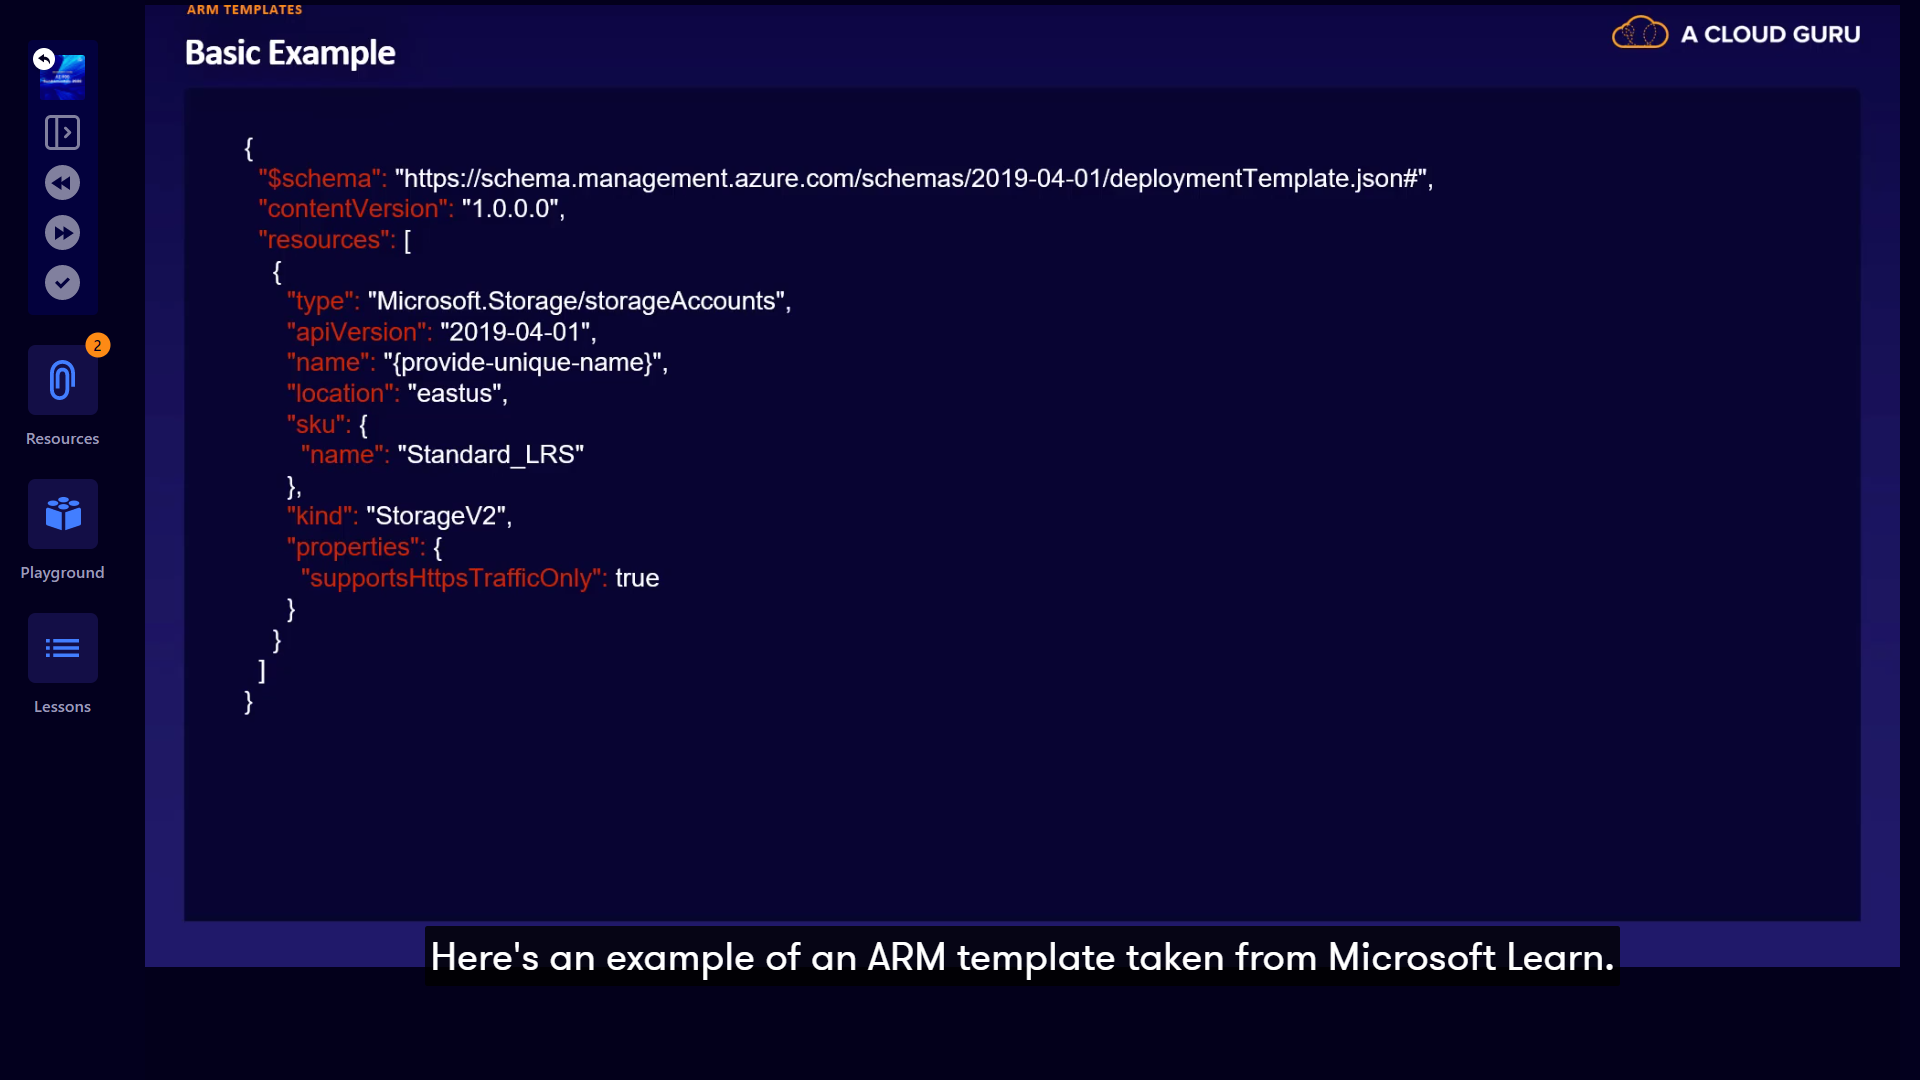 ARM TEMPLATES
Basic Example
A CLOUD GURU
{
"$schema": "https://schema.management.azure.com/schemas/2019-04-01/deploymentTemplate.json#",
"contentVersion": "1.0.0.0",
"resources": [
{
"type": "Microsoft.Storage/storageAccounts",
"apiVersion": "2019-04-01",
"name": "{provide-unique-name}",
"location": "eastus",
"sku": {
"name": "Standard_LRS"
},
"kind": "StorageV2",
"properties": {
"supportsHttpsTrafficOnly": true
}
}
]
}
2
Resources
Playground
Lessons
Here's an example of an ARM template taken from Microsoft Learn.